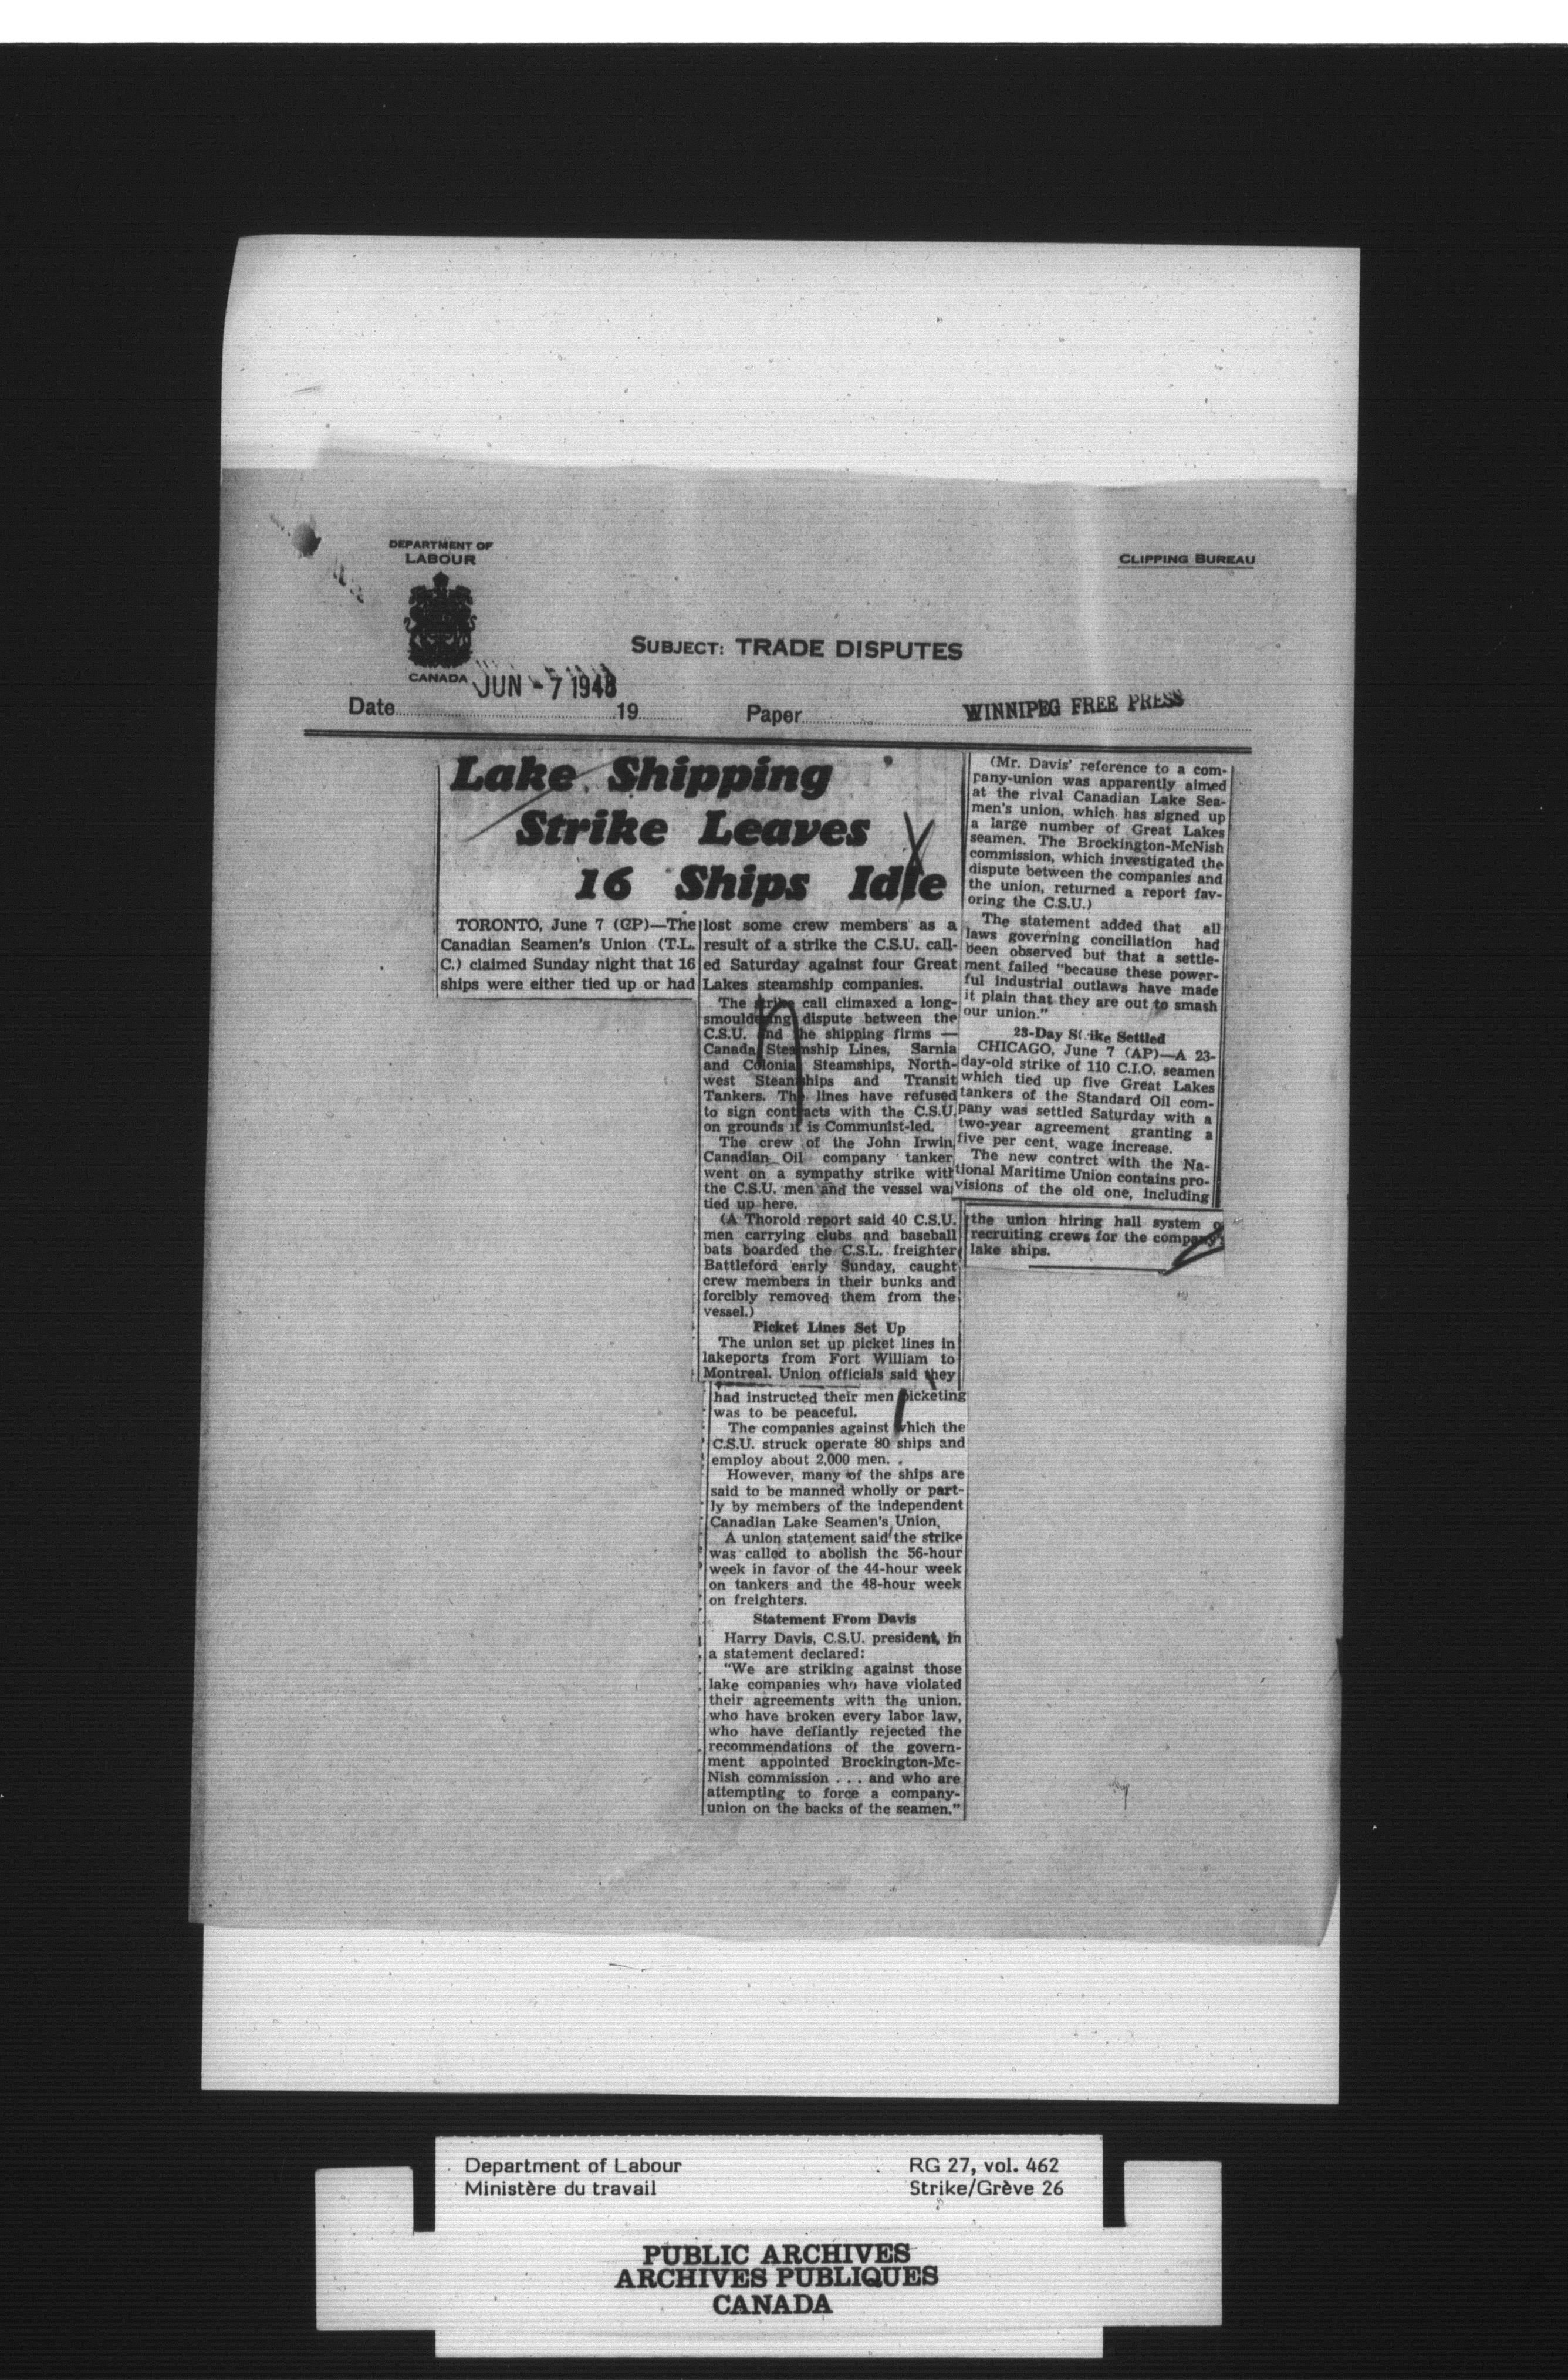 DEPARTMENT OF
LABOUR
CANADA
CLIPPING BUREAU
SUBJECT: TRADE DISPUTES
JUN -7 1948
Date 19
Paper WINNIPEG FREE PRESS
Lake Shipping
Strike Leaves
16 Ships Idle
TORONTO, June 7 (CP)—The
Canadian Seamen's Union (T.L.
C.) claimed Sunday night that 16
ships were either tied up or had
lost some crew members as a
result of a strike the C.S.U. call-
ed Saturday against four Great
Lakes steamship companies.
The strike call climaxed a long-
smouldering dispute between the
C.S.U. and the shipping firms —
Canada Steamship Lines, Sarnia
and Colonial Steamships, North-
west Steamships and Transit
Tankers. The lines have refused
to sign contracts with the C.S.U.
on grounds it is Communist-led.
The crew of the John Irwin,
Canadian Oil company tanker,
went on a sympathy strike with
the C.S.U. men and the vessel was
tied up here.
(A Thorold report said 40 C.S.U.
men carrying clubs and baseball
bats boarded the C.S.L. freighter
Battleford early Sunday, caught
crew members in their bunks and
forcibly removed them from the
vessel.)
Picket Lines Set Up
The union set up picket lines in
lakeports from Fort William to
Montreal. Union officials said they
had instructed their men picketing
was to be peaceful.
The companies against which the
C.S.U. struck operate 80 ships and
employ about 2,000 men.
However, many of the ships are
said to be manned wholly or part-
ly by members of the independent
Canadian Lake Seamen's Union.
A union statement said the strike
was called to abolish the 56-hour
week in favor of the 44-hour week
on tankers and the 48-hour week
on freighters.
Statement From Davis
Harry Davis, C.S.U. president, in
a statement declared:
"We are striking against those
lake companies who have violated
their agreements with the union,
who have broken every labor law,
who have defiantly rejected the
recommendations of the govern-
ment appointed Brockington-Mc-
Nish commission . . . and who are
attempting to force a company-
union on the backs of the seamen."
(Mr. Davis' reference to a com-
pany-union was apparently aimed
at the rival Canadian Lake Sea-
men's union, which has signed up
a large number of Great Lakes
seamen. The Brockington-McNish
commission, which investigated the
dispute between the companies and
the union, returned a report fav-
oring the C.S.U.)
The statement added that all
laws governing conciliation had
been observed but that a settle-
ment failed "because these power-
ful industrial outlaws have made
it plain that they are out to smash
our union."
23-Day Strike Settled
CHICAGO, June 7 (AP)—A 23-
day-old strike of 110 C.I.O. seamen
which tied up five Great Lakes
tankers of the Standard Oil com-
pany was settled Saturday with a
two-year agreement granting a
five per cent. wage increase.
The new contrct with the Na-
tional Maritime Union contains pro-
visions of the old one, including
the union hiring hall system of
recruiting crews for the company's
lake ships.
Department of Labour
Ministère du travail
RG 27, vol. 462
Strike/Grève 26
PUBLIC ARCHIVES
ARCHIVES PUBLIQUES
CANADA